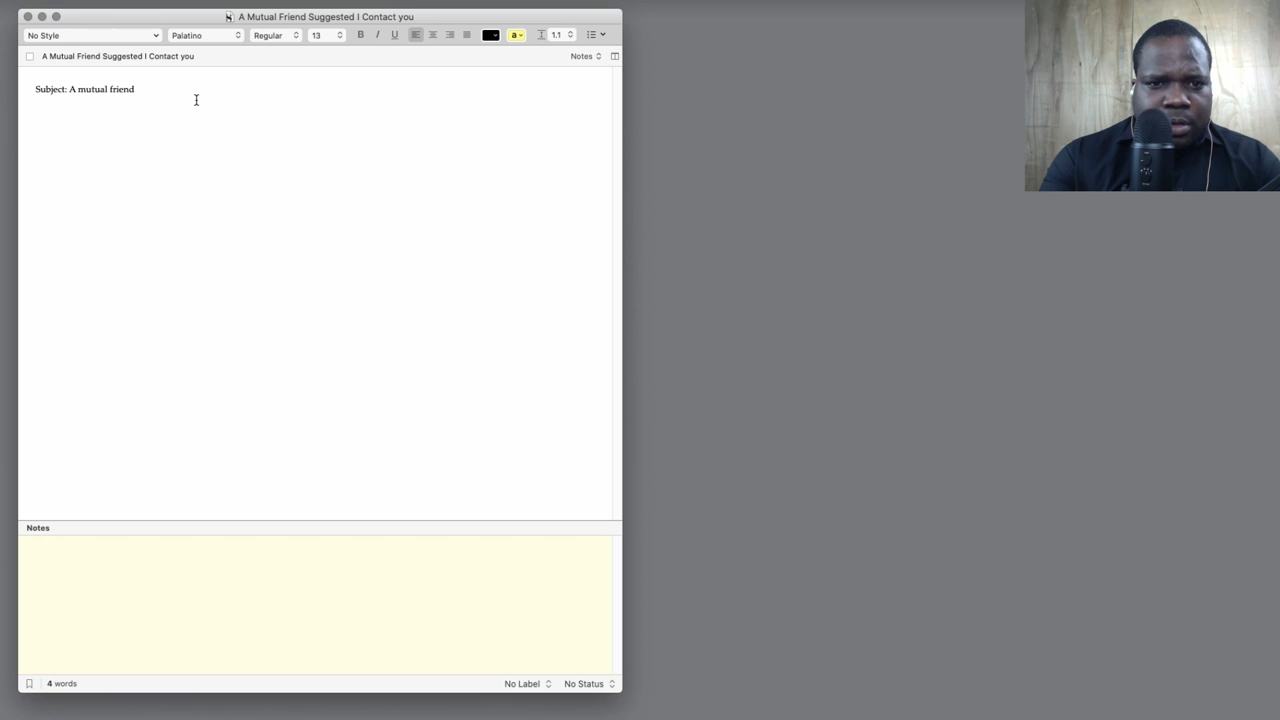 A Mutual Friend Suggested I Contact you
No Style Palatino Regular 13 B I U a 1.1
A Mutual Friend Suggested I Contact you Notes
Subject: A mutual friend
Notes
4 words No Label No Status